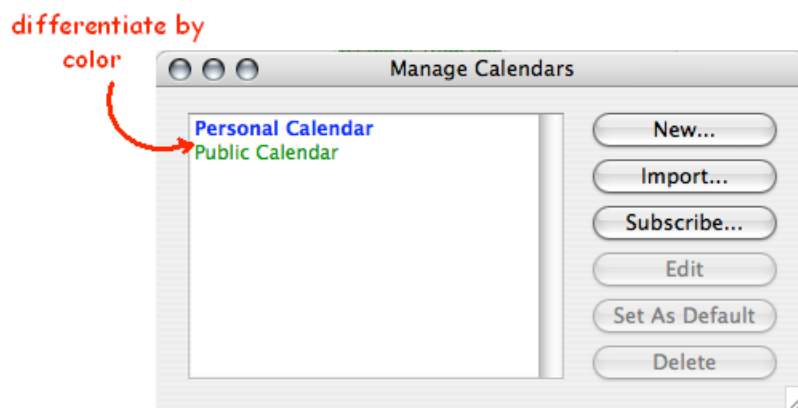 differentiate by
color
Manage Calendars
Personal Calendar
Public Calendar
New...
Import...
Subscribe...
Edit
Set As Default
Delete